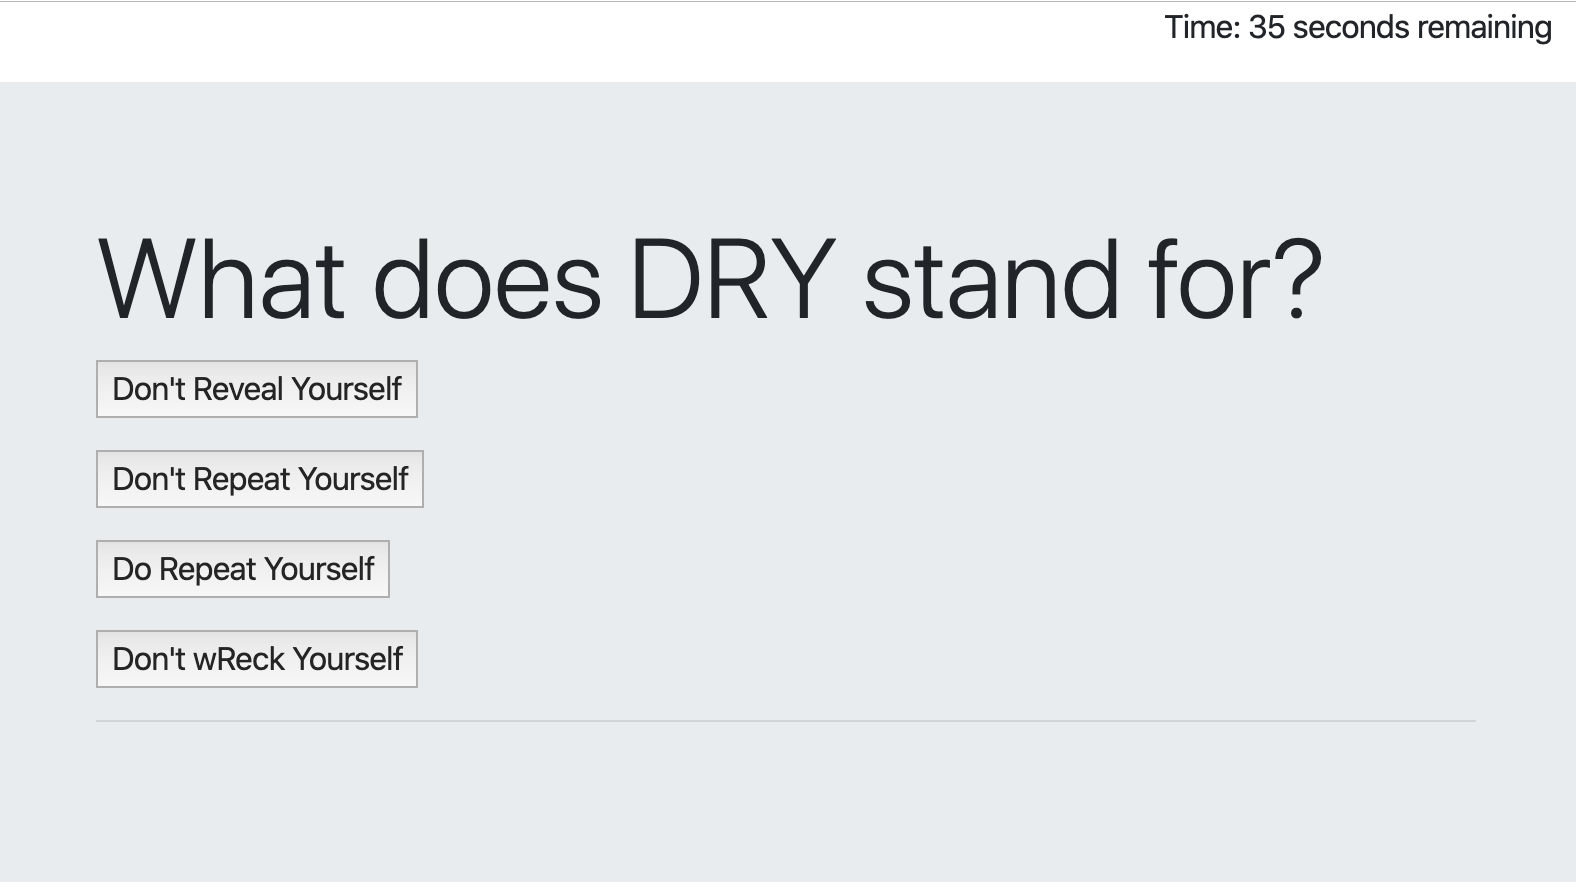 Time: 35 seconds remaining
What does DRY stand for?
Don't Reveal Yourself
Don't Repeat Yourself
Do Repeat Yourself
Don't wReck Yourself